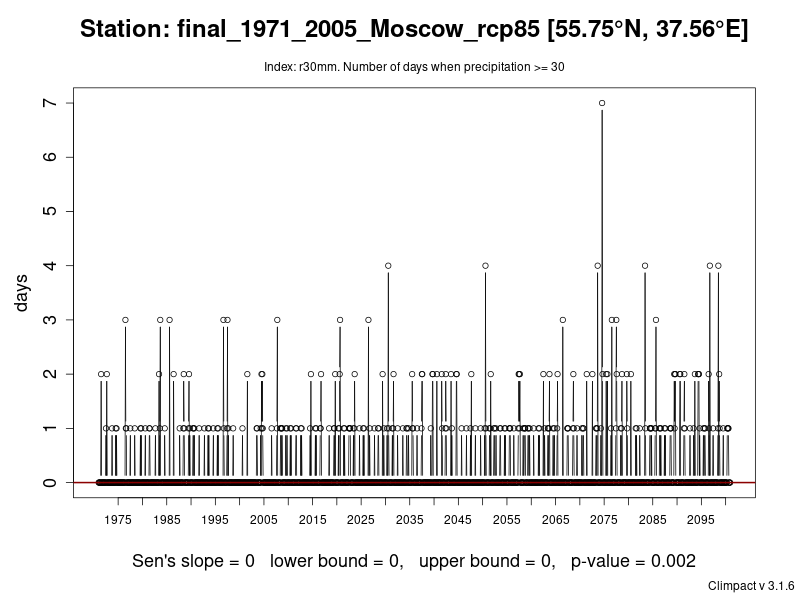 Station: final_1971_2005_Moscow_rcp85 [55.75°N, 37.56°E]
Index: r30mm. Number of days when precipitation >= 30
days
7
6
5
4
3
2
1
0
1975 1985 1995 2005 2015 2025 2035 2045 2055 2065 2075 2085 2095
Sen's slope = 0 lower bound = 0, upper bound = 0, p-value = 0.002
Climpact v 3.1.6